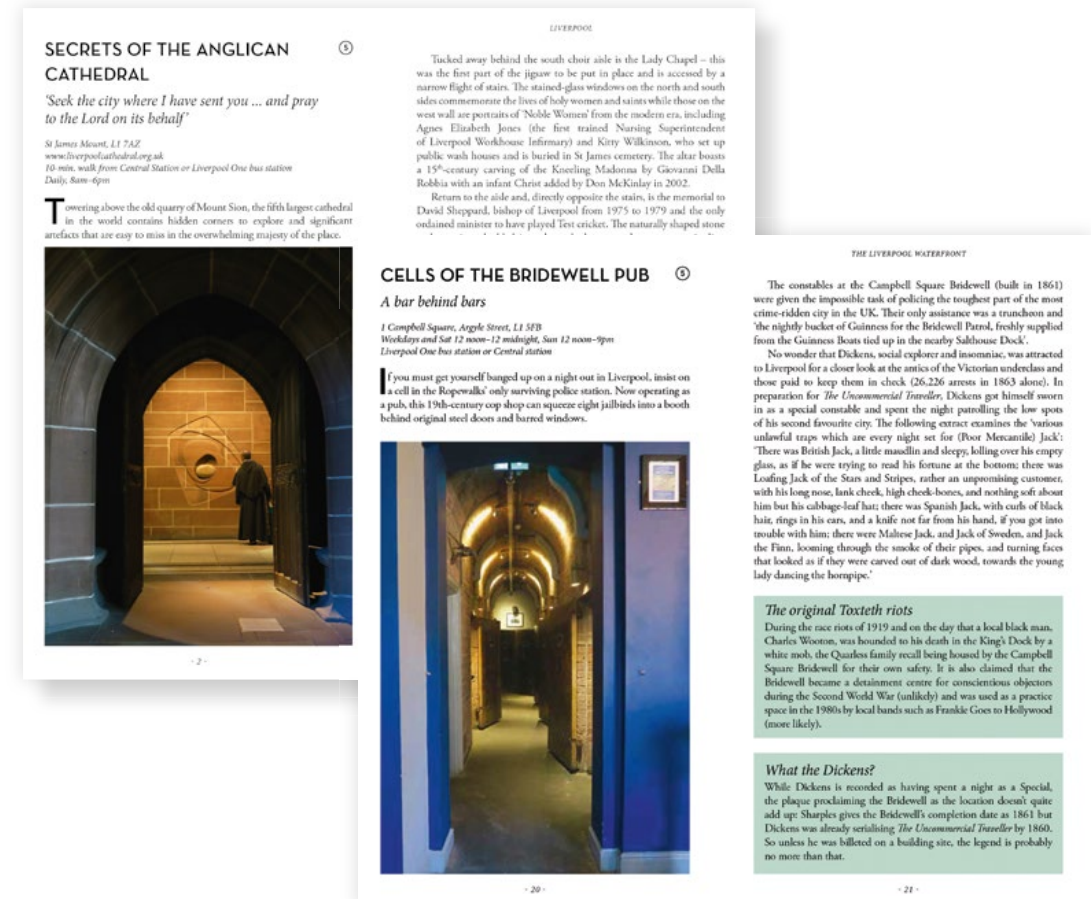 SECRETS OF THE ANGLICAN
CATHEDRAL
5
'Seek the city where I have sent you ... and pray
to the Lord on its behalf'
St James Mount, L1 7AZ
www.liverpoolcathedral.org.uk
10-min. walk from Central Station or Liverpool One bus station
Daily, 8am–6pm
Towering above the old quarry of Mount Sion, the fifth largest cathedral
in the world contains hidden corners to explore and significant
artefacts that are easy to miss in the overwhelming majesty of the place.
- 2 -
LIVERPOOL
Tucked away behind the south choir aisle is the Lady Chapel – this
was the first part of the jigsaw to be put in place and is accessed by a
narrow flight of stairs. The stained-glass windows on the north and south
sides commemorate the lives of holy women and saints while those on the
west wall are portraits of 'Noble Women' from the modern era, including
Agnes Elizabeth Jones (the first trained Nursing Superintendent
of Liverpool Workhouse Infirmary) and Kitty Wilkinson, who set up
public wash houses and is buried in St James cemetery. The altar boasts
a 15th-century carving of the Kneeling Madonna by Giovanni Della
Robbia with an infant Christ added by Don McKinlay in 2002.
Return to the aisle and, directly opposite the stairs, is the memorial to
David Sheppard, bishop of Liverpool from 1975 to 1979 and the only
ordained minister to have played Test cricket. The naturally shaped stone
CELLS OF THE BRIDEWELL PUB
5
A bar behind bars
1 Campbell Square, Argyle Street, L1 5FB
Weekdays and Sat 12 noon–12 midnight, Sun 12 noon–9pm
Liverpool One bus station or Central station
If you must get yourself banged up on a night out in Liverpool, insist on
a cell in the Ropewalks' only surviving police station. Now operating as
a pub, this 19th-century cop shop can squeeze eight jailbirds into a booth
behind original steel doors and barred windows.
- 20 -
THE LIVERPOOL WATERFRONT
The constables at the Campbell Square Bridewell (built in 1861)
were given the impossible task of policing the toughest part of the most
crime-ridden city in the UK. Their only assistance was a truncheon and
'the nightly bucket of Guinness for the Bridewell Patrol, freshly supplied
from the Guinness Boats tied up in the nearby Salthouse Dock'.
No wonder that Dickens, social explorer and insomniac, was attracted
to Liverpool for a closer look at the antics of the Victorian underclass and
those paid to keep them in check (26,226 arrests in 1863 alone). In
preparation for The Uncommercial Traveller, Dickens got himself sworn
in as a special constable and spent the night patrolling the low spots
of his second favourite city. The following extract examines the 'various
unlawful traps which are every night set for (Poor Mercantile) Jack':
'There was British Jack, a little maudlin and sleepy, lolling over his empty
glass, as if he were trying to read his fortune at the bottom; there was
Loafing Jack of the Stars and Stripes, rather an unpromising customer,
with his long nose, lank cheek, high cheek-bones, and nothing soft about
him but his cabbage-leaf hat; there was Spanish Jack, with curls of black
hair, rings in his ears, and a knife not far from his hand, if you got into
trouble with him; there were Maltese Jack, and Jack of Sweden, and Jack
the Finn, looming through the smoke of their pipes, and turning faces
that looked as if they were carved out of dark wood, towards the young
lady dancing the hornpipe.'
The original Toxteth riots
During the race riots of 1919 and on the day that a local black man,
Charles Wooton, was hounded to his death in the King's Dock by a
white mob, the Quarless family recall being housed by the Campbell
Square Bridewell for their own safety. It is also claimed that the
Bridewell became a detainment centre for conscientious objectors
during the Second World War (unlikely) and was used as a practice
space in the 1980s by local bands such as Frankie Goes to Hollywood
(more likely).
What the Dickens?
While Dickens is recorded as having spent a night as a Special,
the plaque proclaiming the Bridewell as the location doesn't quite
add up: Sharples gives the Bridewell's completion date as 1861 but
Dickens was already serialising The Uncommercial Traveller by 1860.
So unless he was billeted on a building site, the legend is probably
no more than that.
- 21 -